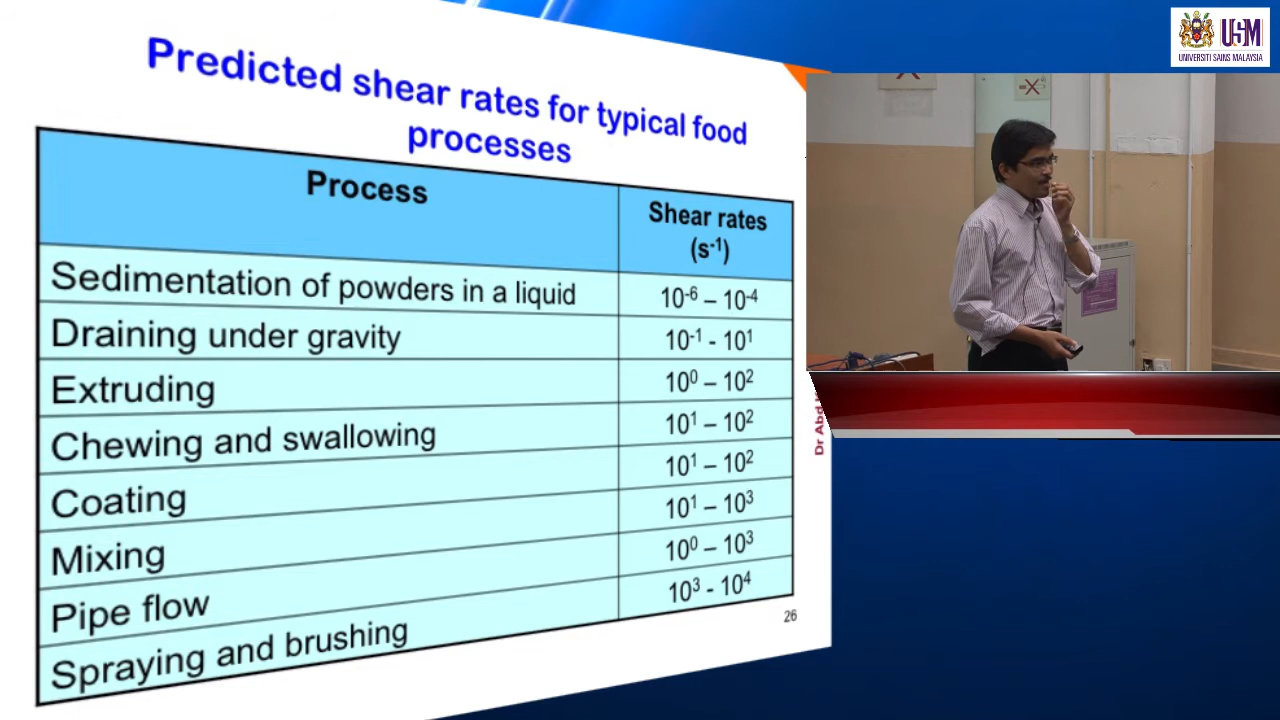 Predicted shear rates for typical food
processes
Process
Shear rates
(s⁻¹)
Sedimentation of powders in a liquid
10⁻⁶ – 10⁻⁴
Draining under gravity
10⁻¹ - 10¹
Extruding
10⁰ – 10²
Chewing and swallowing
10¹ – 10²
Coating
10¹ – 10²
Mixing
10¹ – 10³
Pipe flow
10⁰ – 10³
Spraying and brushing
10³ - 10⁴
26
Dr Abd
USM
UNIVERSITI SAINS MALAYSIA